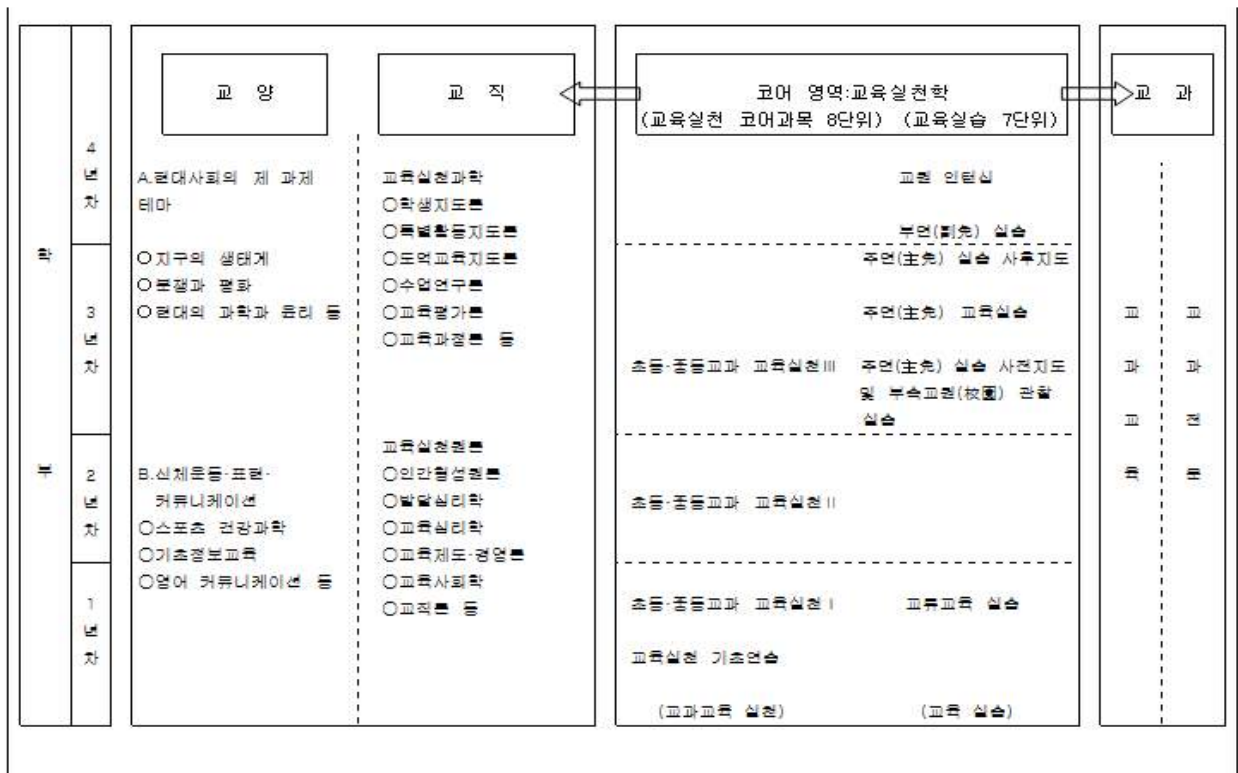 교 양
교 직
코어 영역:교육실천학
(교육실천 코어과목 8단위) (교육실습 7단위)
교 과
학
부
4
년
차
3
년
차
2
년
차
1
년
차
A.현대사회의 제 과제
테마
○지구의 생태계
○분쟁과 평화
○현대의 과학과 윤리 등
B.신체운동·표현·
커뮤니케이션
○스포츠 건강과학
○기초정보교육
○영어 커뮤니케이션 등
교육실천과학
○학생지도론
○특별활동지도론
○도덕교육지도론
○수업연구론
○교육평가론
○교육과정론 등
교육실천원론
○인간형성원론
○발달심리학
○교육심리학
○교육제도·경영론
○교육사회학
○교직론 등
초등·중등교과 교육실천Ⅲ
초등·중등교과 교육실천Ⅱ
초등·중등교과 교육실천Ⅰ
교육실천 기초연습
(교과교육 실천)
교원 인턴십
부면(副免) 실습
주면(主免) 실습 사후지도
주면(主免) 교육실습
주면(主免) 실습 사전지도
및 부속교원(校園) 관찰
실습
교류교육 실습
(교육 실습)
교
과
교
육
교
과
전
문